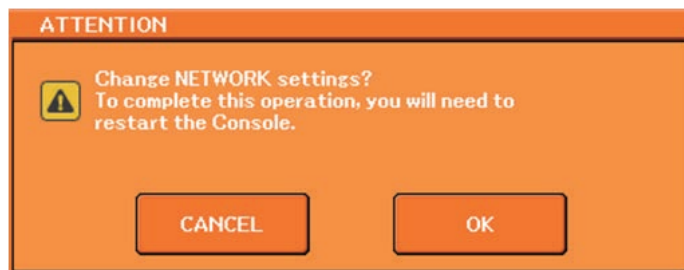 ATTENTION
Change NETWORK settings?
To complete this operation, you will need to
restart the Console.
CANCEL OK